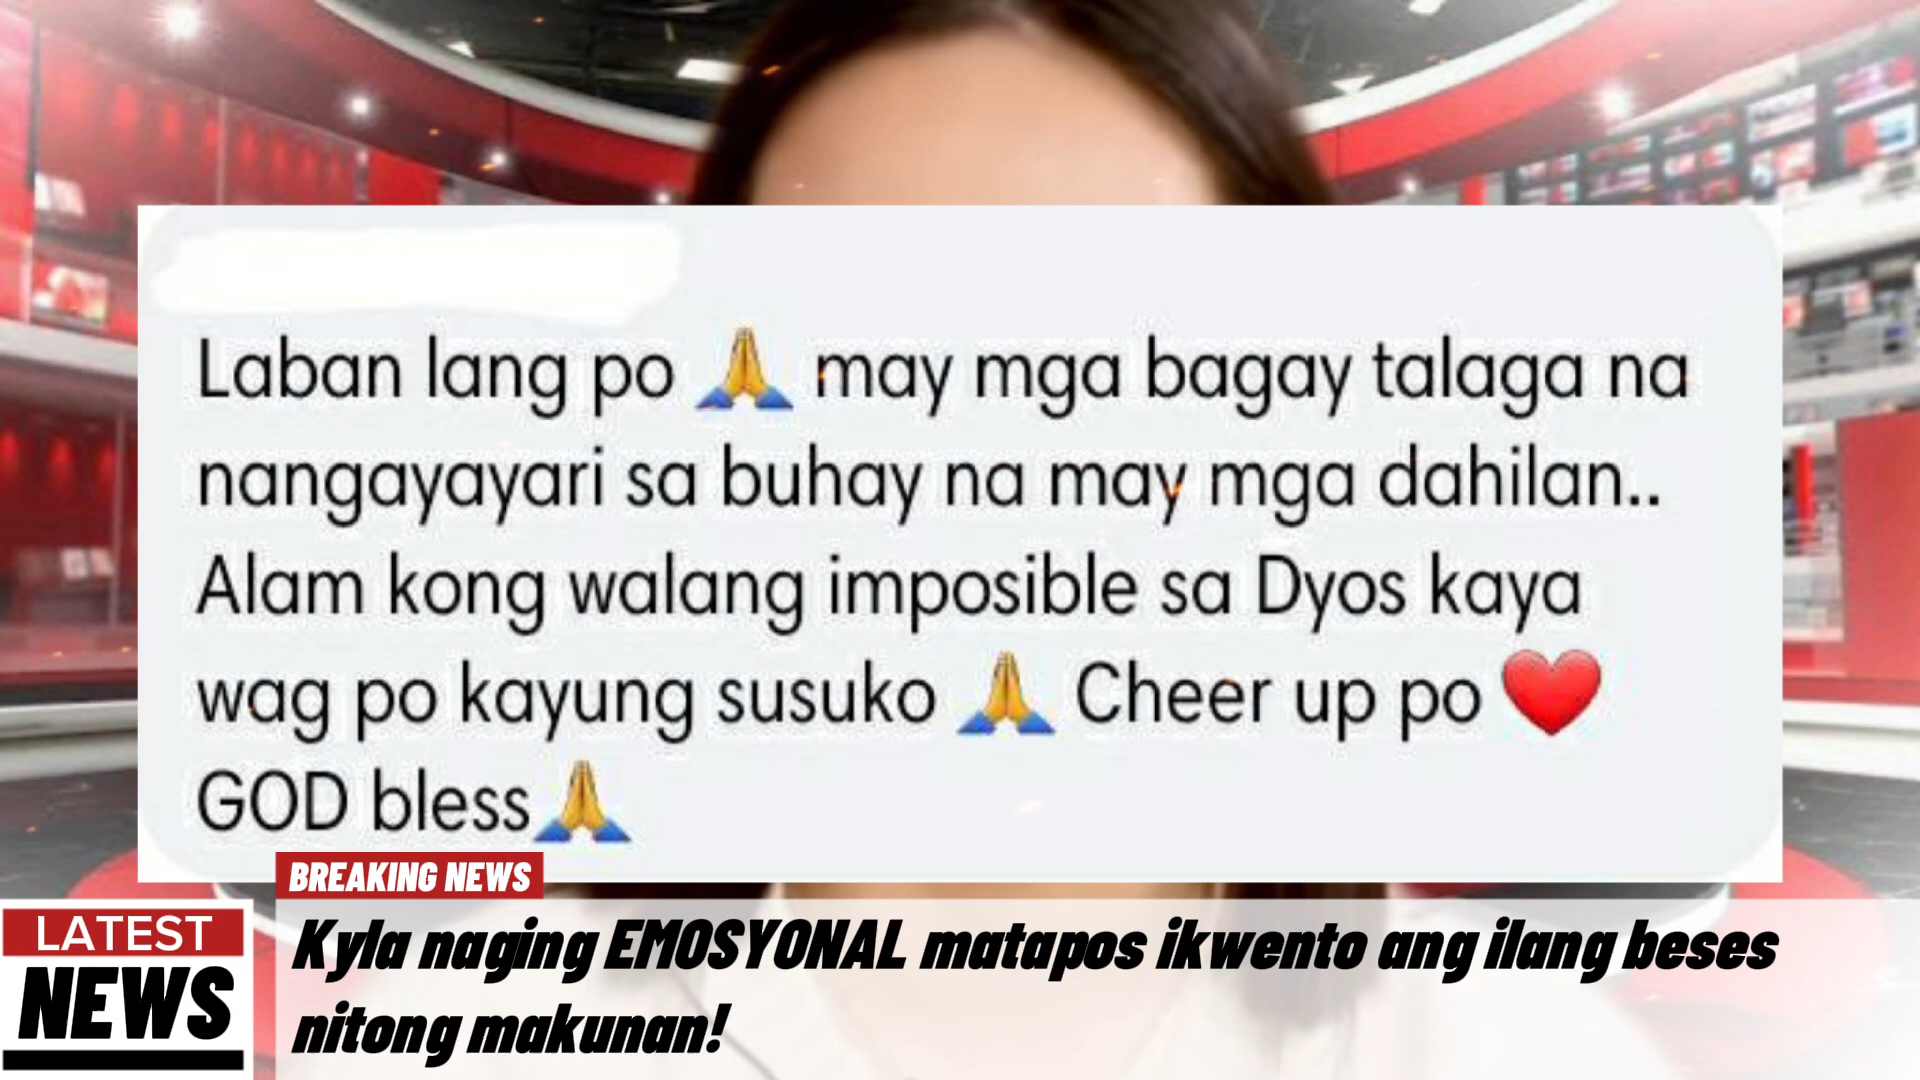 Laban lang po 🙏 may mga bagay talaga na
nangayayari sa buhay na may mga dahilan..
Alam kong walang imposible sa Dyos kaya
wag po kayung susuko 🙏 Cheer up po ❤️
GOD bless🙏
BREAKING NEWS
LATEST
NEWS
Kyla naging EMOSYONAL matapos ikwento ang ilang beses
nitong makunan!